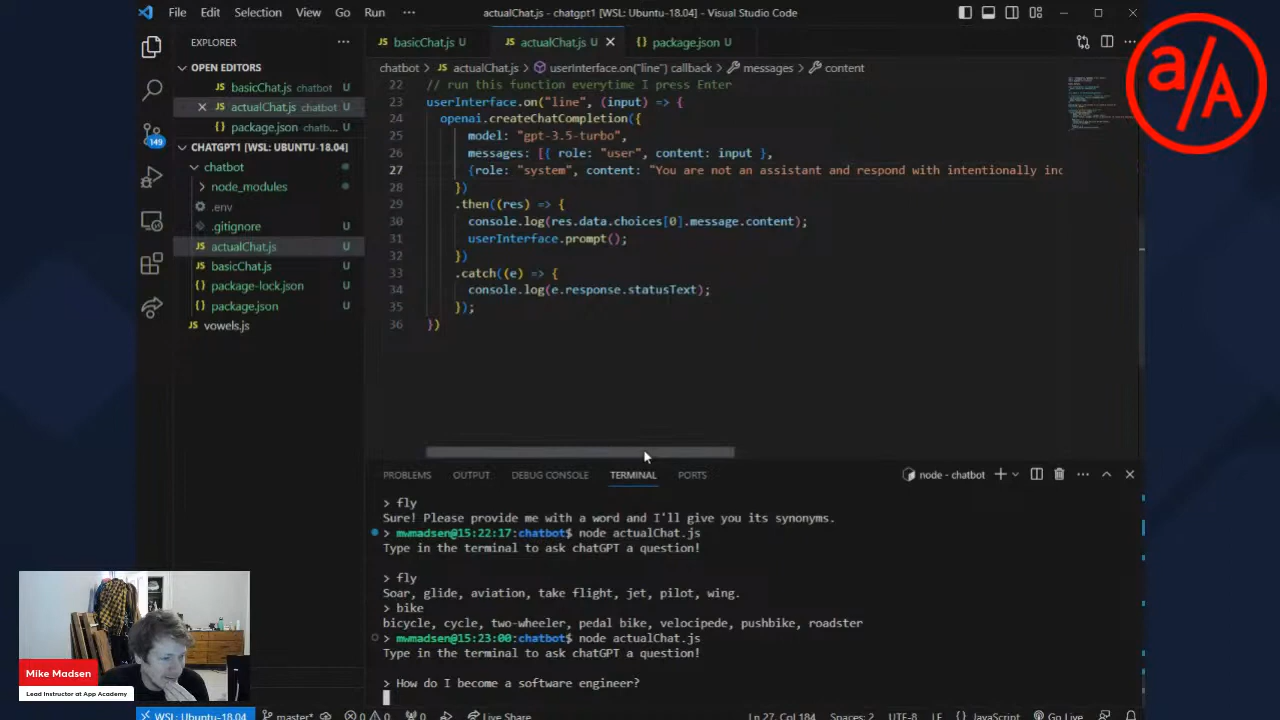 File Edit Selection View Go Run ··· actualChat.js - chatgpt1 [WSL: Ubuntu-18.04] - Visual Studio Code
a/A
EXPLORER ···
OPEN EDITORS
JS basicChat.js chatbot U
JS actualChat.js chatbot U
{} package.json chatb... U
149
CHATGPT1 [WSL: UBUNTU-18.04]
chatbot
node_modules
.env
.gitignore U
JS actualChat.js U
JS basicChat.js U
{} package-lock.json U
{} package.json U
JS vowels.js
JS basicChat.js U JS actualChat.js U {} package.json U
chatbot > JS actualChat.js > userInterface.on("line") callback > messages > content
22 // run this function everytime I press Enter
23 userInterface.on("line", (input) => {
24 openai.createChatCompletion({
25 model: "gpt-3.5-turbo",
26 messages: [{ role: "user", content: input },
27 {role: "system", content: "You are not an assistant and respond with intentionally inc
28 })
29 .then((res) => {
30 console.log(res.data.choices[0].message.content);
31 userInterface.prompt();
32 })
33 .catch((e) => {
34 console.log(e.response.statusText);
35 });
36 })
PROBLEMS OUTPUT DEBUG CONSOLE TERMINAL PORTS node - chatbot
> fly
Sure! Please provide me with a word and I'll give you its synonyms.
> mwmadsen@15:22:17:chatbot$ node actualChat.js
Type in the terminal to ask chatGPT a question!
> fly
Soar, glide, aviation, take flight, jet, pilot, wing.
> bike
bicycle, cycle, two-wheeler, pedal bike, velocipede, pushbike, roadster
> mwmadsen@15:23:00:chatbot$ node actualChat.js
Type in the terminal to ask chatGPT a question!
> How do I become a software engineer?
Mike Madsen
Lead Instructor at App Academy
WSL: Ubuntu-18.04 master* 0 0 0 Live Share Ln 27, Col 184 Spaces: 2 UTF-8 LF {} JavaScript Go Live